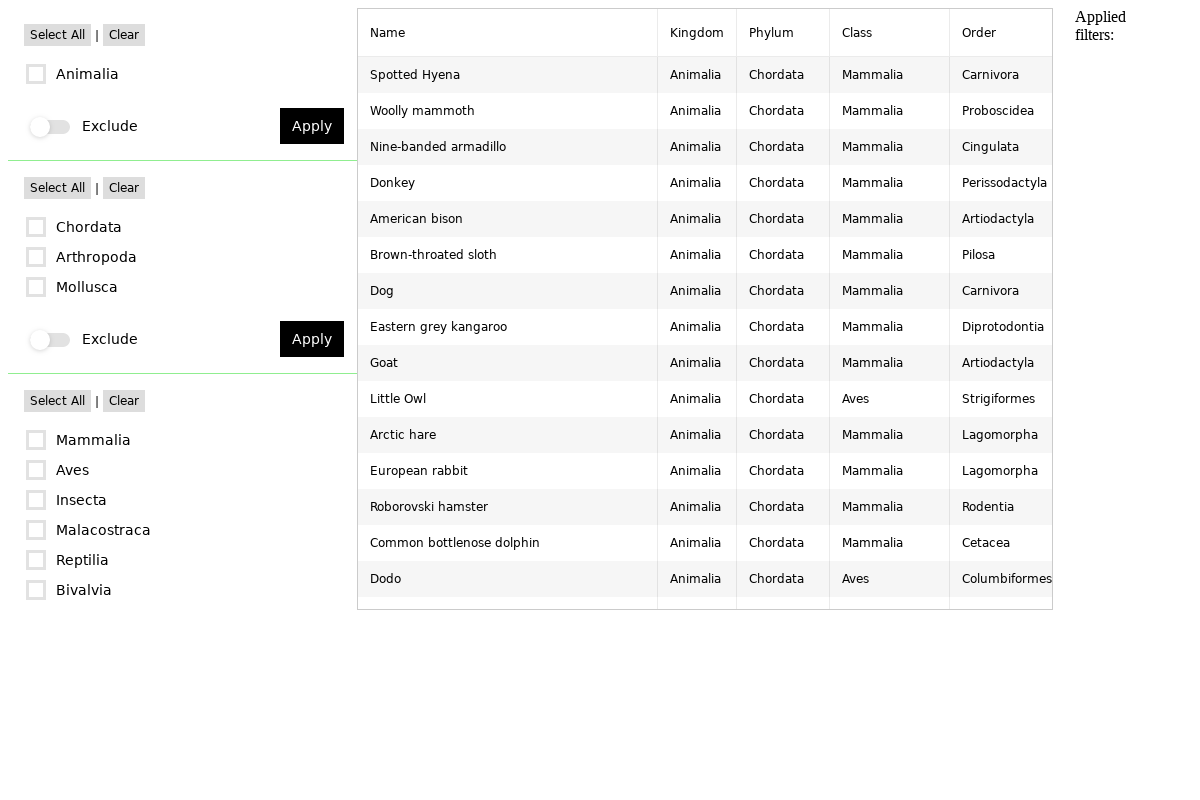 Select All | Clear
Animalia
Exclude
Apply
Select All | Clear
Chordata
Arthropoda
Mollusca
Exclude
Apply
Select All | Clear
Mammalia
Aves
Insecta
Malacostraca
Reptilia
Bivalvia
Name Kingdom Phylum Class Order
Spotted Hyena Animalia Chordata Mammalia Carnivora
Woolly mammoth Animalia Chordata Mammalia Proboscidea
Nine-banded armadillo Animalia Chordata Mammalia Cingulata
Donkey Animalia Chordata Mammalia Perissodactyla
American bison Animalia Chordata Mammalia Artiodactyla
Brown-throated sloth Animalia Chordata Mammalia Pilosa
Dog Animalia Chordata Mammalia Carnivora
Eastern grey kangaroo Animalia Chordata Mammalia Diprotodontia
Goat Animalia Chordata Mammalia Artiodactyla
Little Owl Animalia Chordata Aves Strigiformes
Arctic hare Animalia Chordata Mammalia Lagomorpha
European rabbit Animalia Chordata Mammalia Lagomorpha
Roborovski hamster Animalia Chordata Mammalia Rodentia
Common bottlenose dolphin Animalia Chordata Mammalia Cetacea
Dodo Animalia Chordata Aves Columbiformes
Applied
filters: